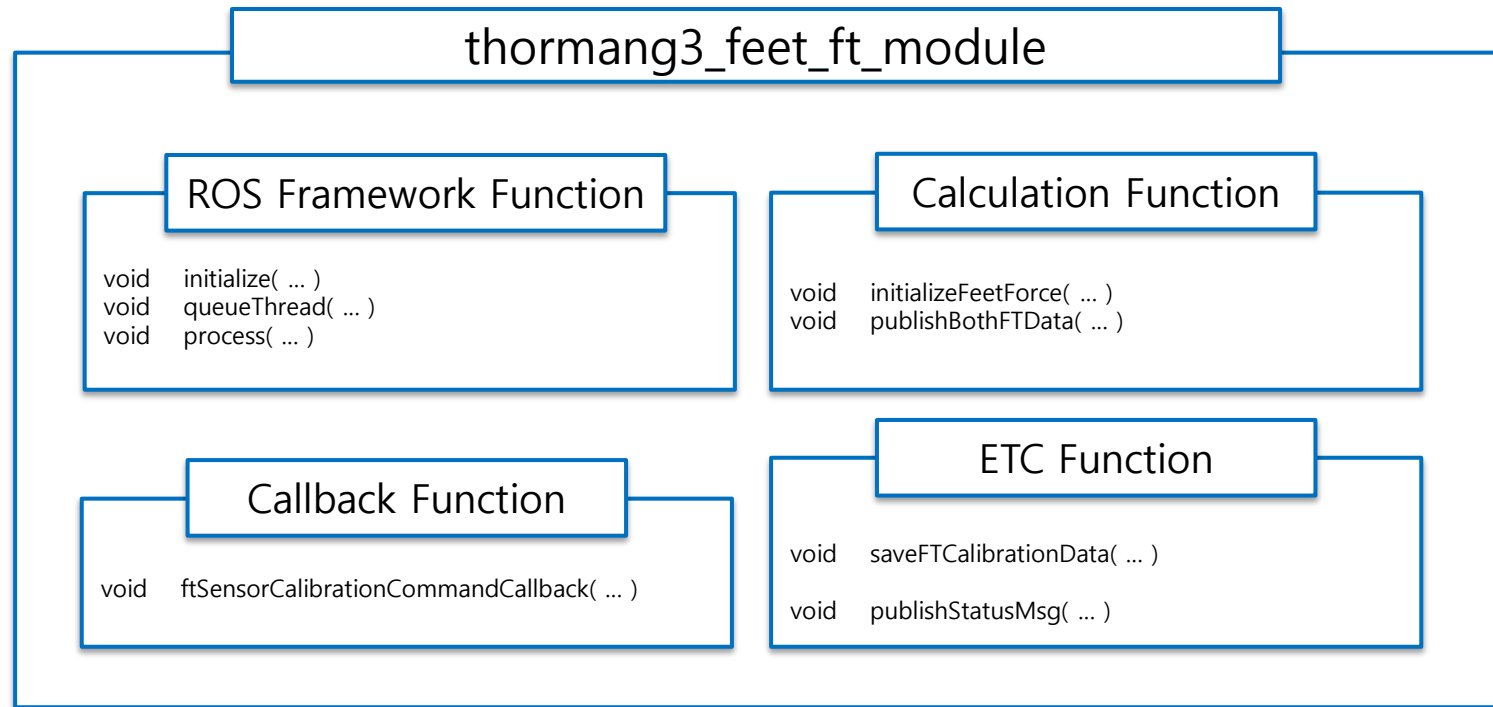 thormang3_feet_ft_module
ROS Framework Function
void initialize( ... )
void queueThread( ... )
void process( ... )
Calculation Function
void initializeFeetForce( ... )
void publishBothFTData( ... )
Callback Function
void ftSensorCalibrationCommandCallback( ... )
ETC Function
void saveFTCalibrationData( ... )
void publishStatusMsg( ... )